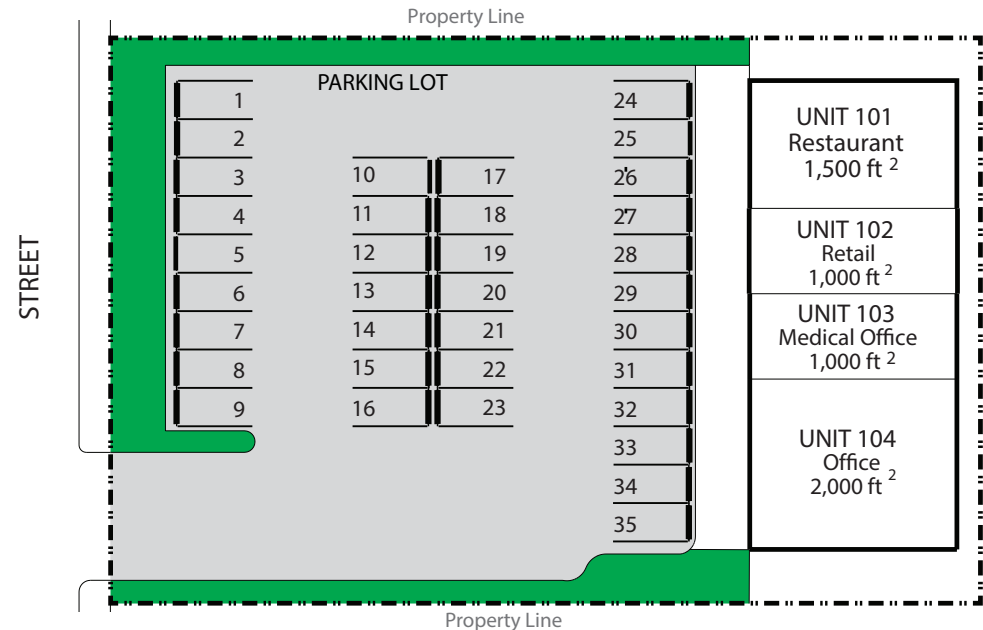 Property Line
PARKING LOT
1
2
3
4
5
6
7
8
9
10
11
12
13
14
15
16
17
18
19
20
21
22
23
24
25
26
27
28
29
30
31
32
33
34
35
UNIT 101
Restaurant
1,500 ft 2
UNIT 102
Retail
1,000 ft 2
UNIT 103
Medical Office
1,000 ft 2
UNIT 104
Office
2,000 ft 2
STREET
Property Line